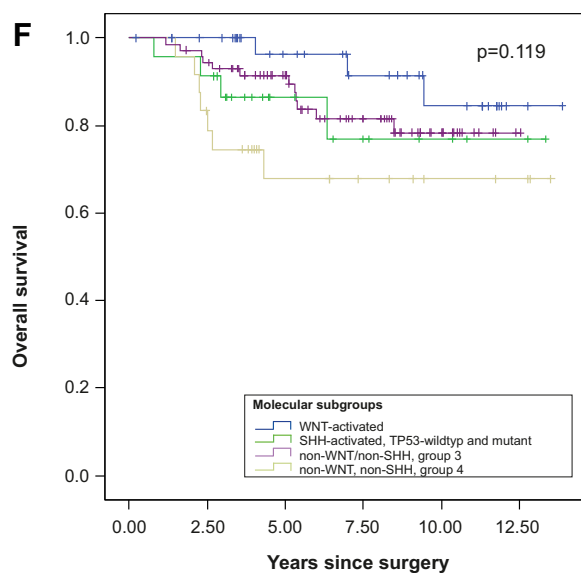 F
1.0
p=0.119
0.8
0.6
Overall survival
0.4
0.2
Molecular subgroups
WNT-activated
SHH-activated, TP53-wildtyp and mutant
non-WNT/non-SHH, group 3
non-WNT, non-SHH, group 4
0.0
0.00 2.50 5.00 7.50 10.00 12.50
Years since surgery